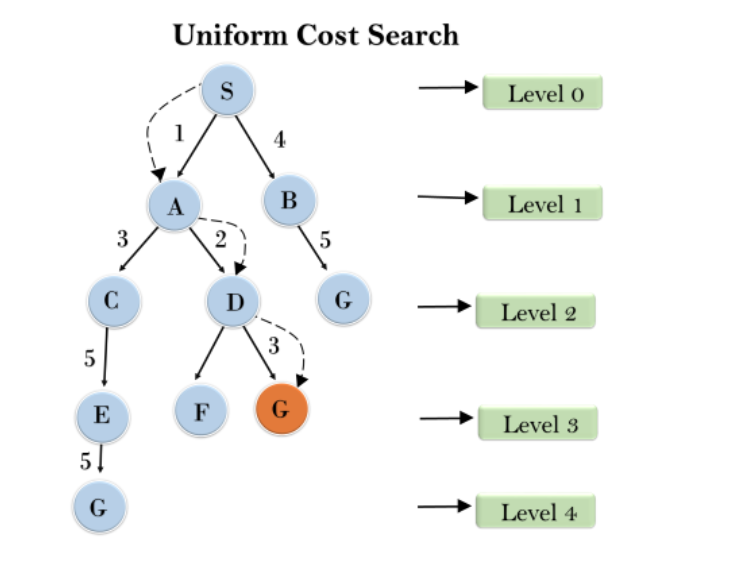 Uniform Cost Search
S
Level 0
1
4
A
B
Level 1
3
2
5
C
D
G
Level 2
5
3
E
F
G
Level 3
5
G
Level 4